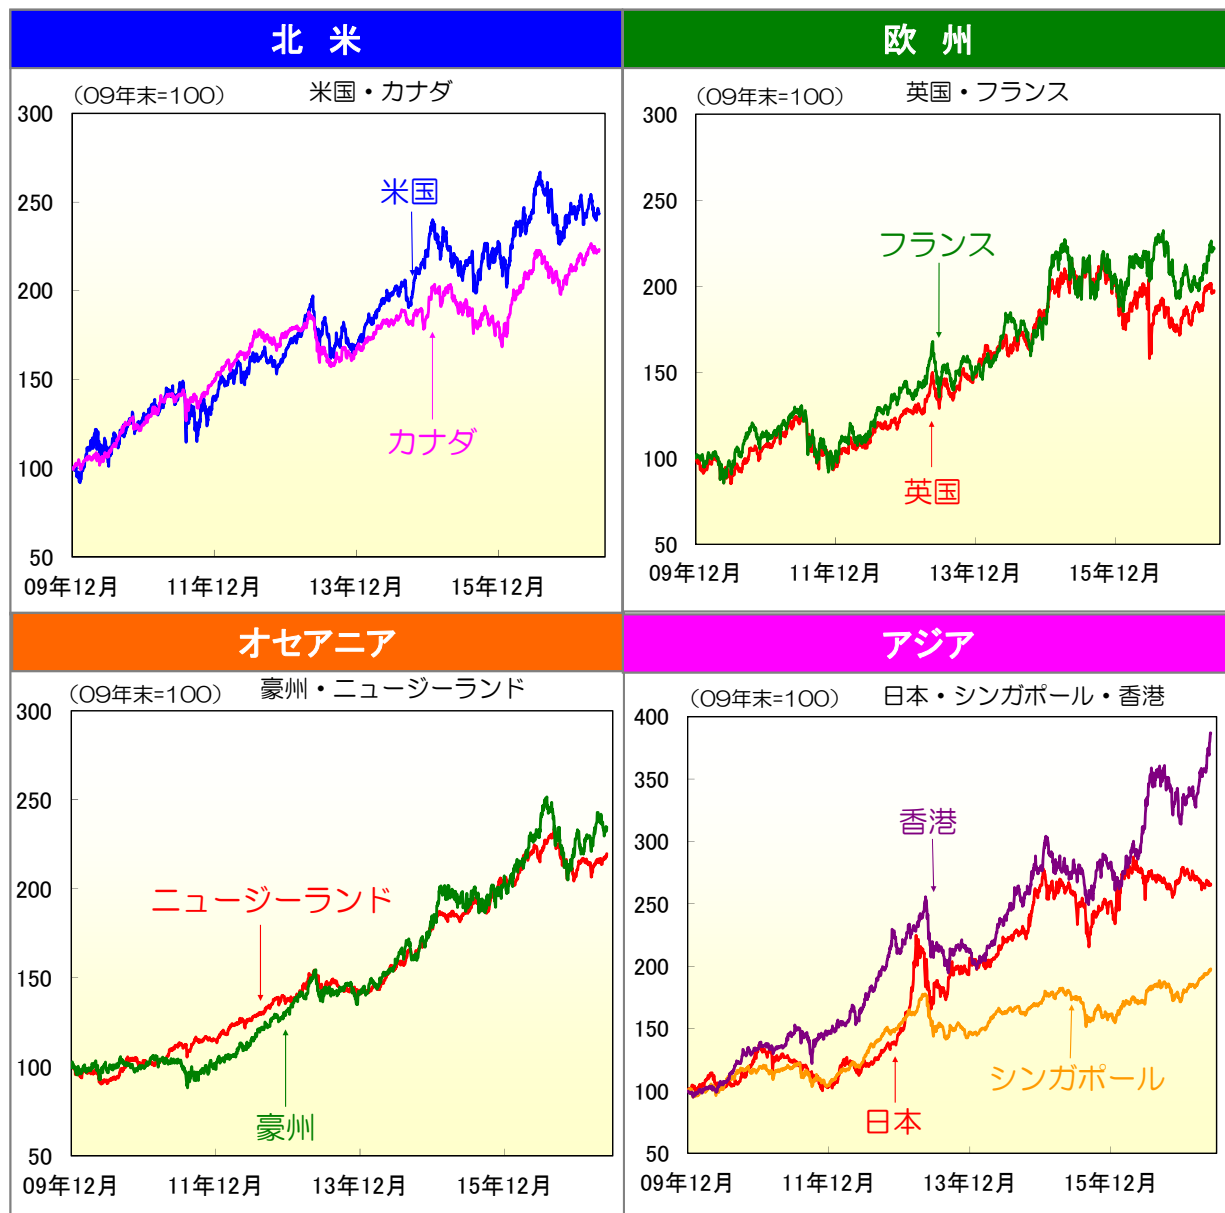 北 米
(09年末=100) 米国・カナダ
300
250
200
150
100
50
米国
カナダ
09年12月 11年12月 13年12月 15年12月
欧 州
(09年末=100) 英国・フランス
300
250
200
150
100
50
フランス
英国
09年12月 11年12月 13年12月 15年12月
オセアニア
(09年末=100) 豪州・ニュージーランド
300
250
200
150
100
50
ニュージーランド
豪州
09年12月 11年12月 13年12月 15年12月
アジア
(09年末=100) 日本・シンガポール・香港
400
350
300
250
200
150
100
50
香港
シンガポール
日本
09年12月 11年12月 13年12月 15年12月